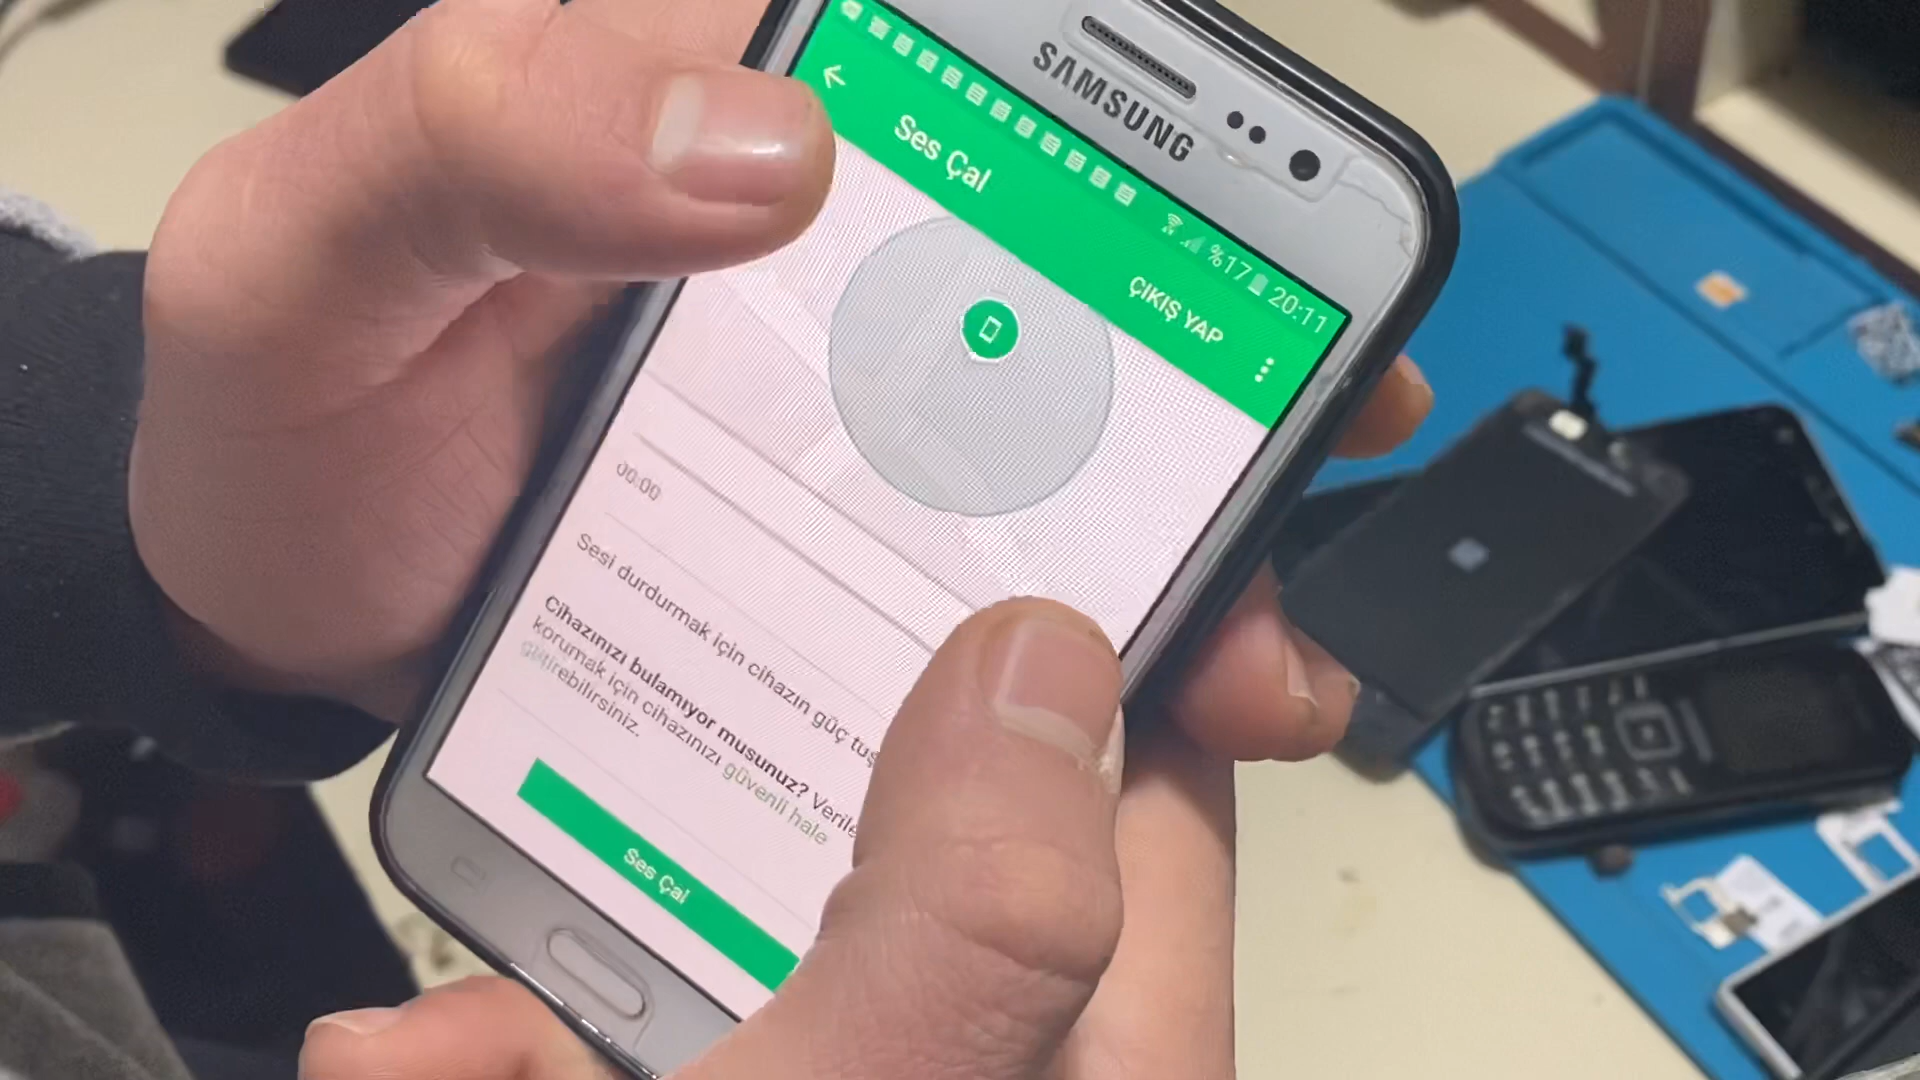 SAMSUNG
%17 20:11
Ses Çal
ÇIKIŞ YAP
00:00
Sesi durdurmak için cihazın güç tuş
Cihazınızı bulamıyor musunuz? Verile
korumak için cihazınızı güvenli hale
getirebilirsiniz.
Ses Çal